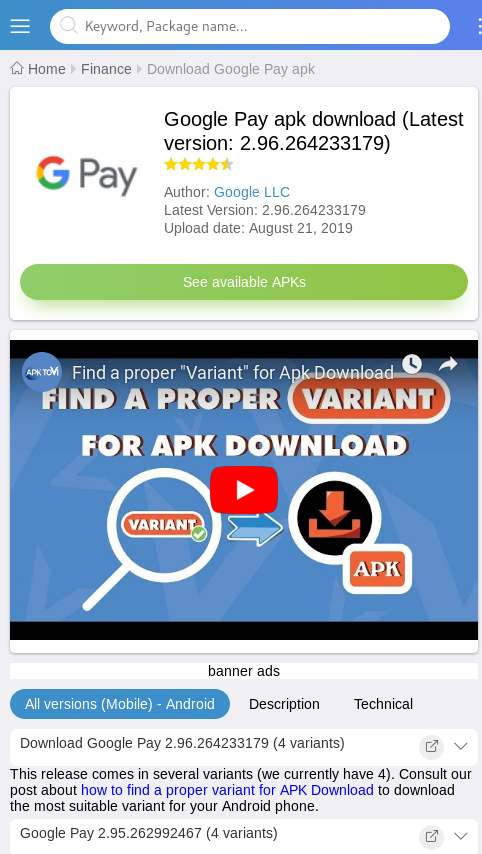 Keyword, Package name...
Home Finance Download Google Pay apk
G Pay
Google Pay apk download (Latest
version: 2.96.264233179)
Author: Google LLC
Latest Version: 2.96.264233179
Upload date: August 21, 2019
See available APKs
Find a proper "Variant" for Apk Download
FIND A PROPER VARIANT
FOR APK DOWNLOAD
VARIANT
APK
banner ads
All versions (Mobile) - Android Description Technical
Download Google Pay 2.96.264233179 (4 variants)
This release comes in several variants (we currently have 4). Consult our
post about how to find a proper variant for APK Download to download
the most suitable variant for your Android phone.
Google Pay 2.95.262992467 (4 variants)